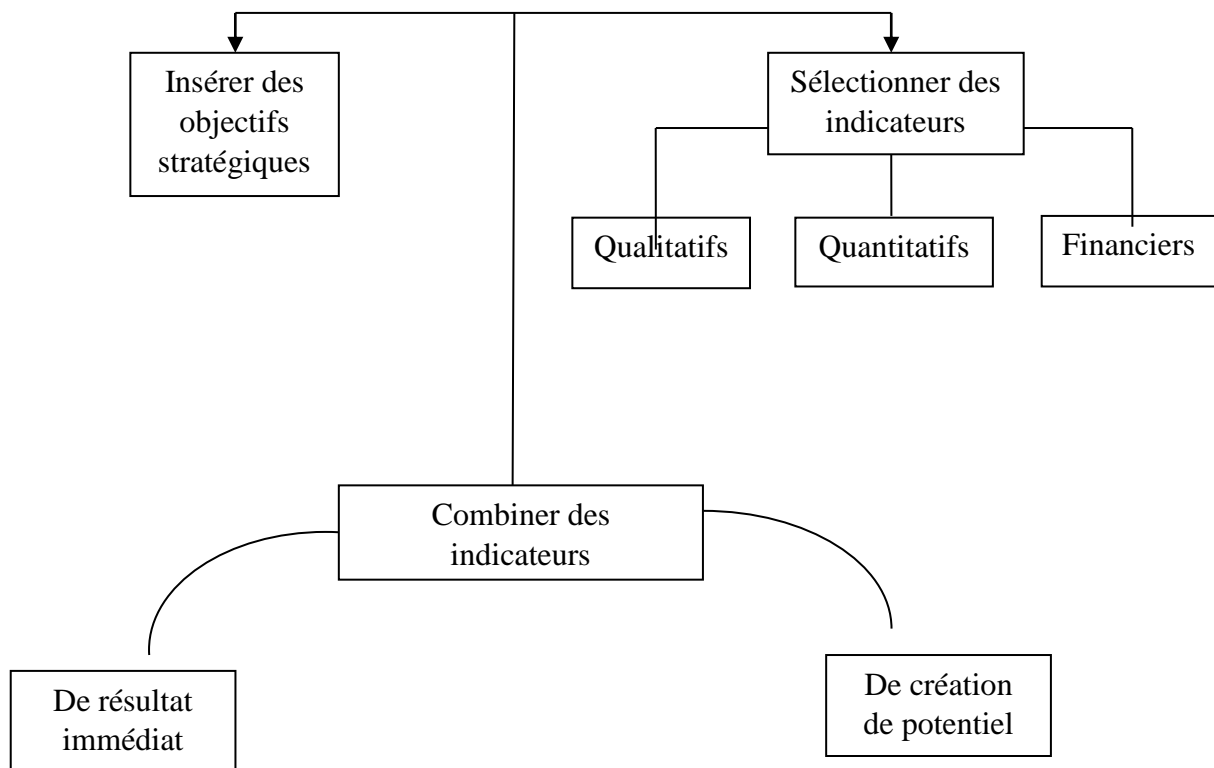 Insérer des
objectifs
stratégiques
Sélectionner des
indicateurs
Qualitatifs
Quantitatifs
Financiers
Combiner des
indicateurs
De résultat
immédiat
De création
de potentiel